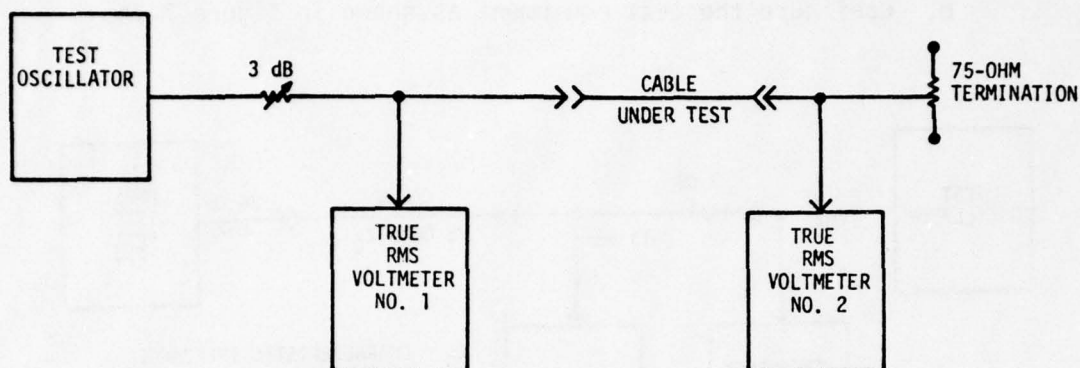 TEST
OSCILLATOR
3 dB
CABLE
UNDER TEST
75-OHM
TERMINATION
TRUE
RMS
VOLTMETER
NO. 1
TRUE
RMS
VOLTMETER
NO. 2